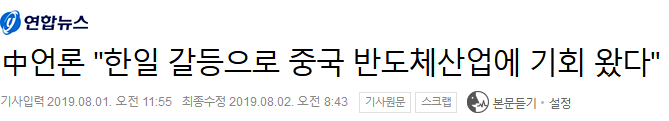 연합뉴스
中언론 "한일 갈등으로 중국 반도체산업에 기회 왔다"
기사입력 2019.08.01. 오전 11:55 최종수정 2019.08.02. 오전 8:43 기사원문 스크랩 본문듣기 · 설정